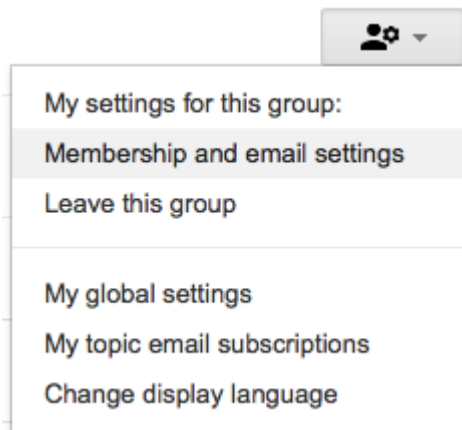 My settings for this group:
Membership and email settings
Leave this group
My global settings
My topic email subscriptions
Change display language